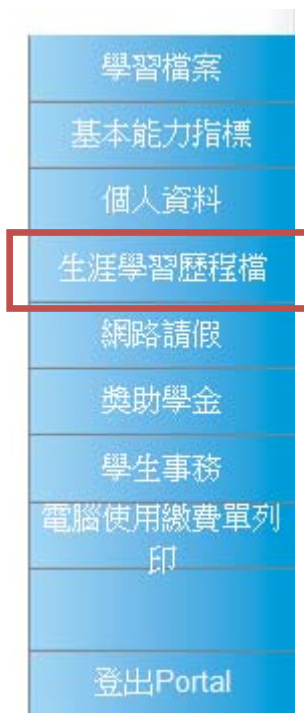 學習檔案
基本能力指標
個人資料
生涯學習歷程檔
網路請假
獎助學金
學生事務
電腦使用繳費單列
印
登出Portal